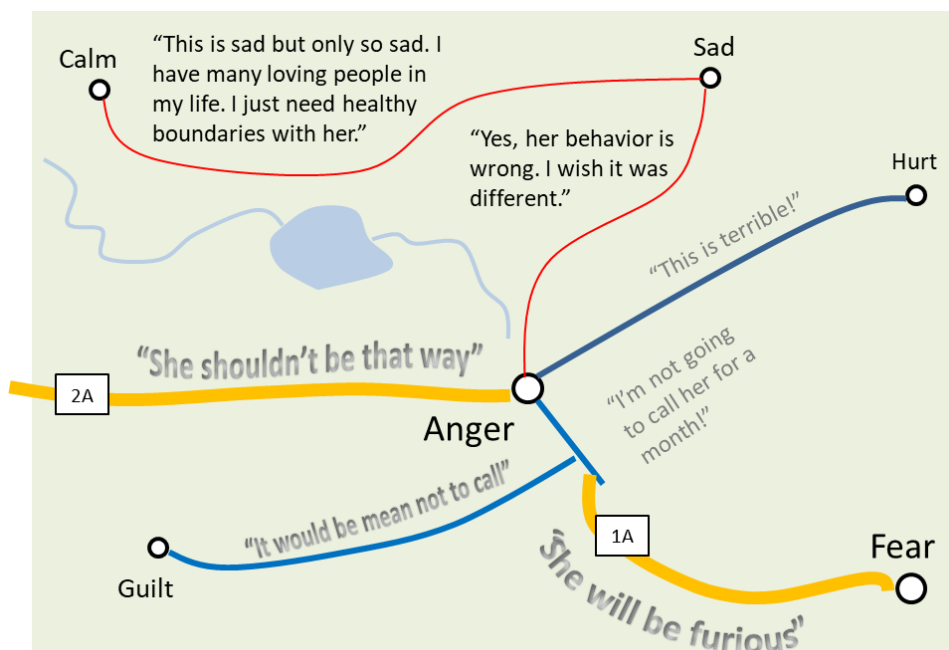 Calm
“This is sad but only so sad. I
have many loving people in
my life. I just need healthy
boundaries with her.”
Sad
“Yes, her behavior is
wrong. I wish it was
different.”
Hurt
“This is terrible!”
“She shouldn’t be that way”
2A
Anger
“I’m not going
to call her for a
month!”
“It would be mean not to call”
Guilt
1A
Fear
“She will be furious”